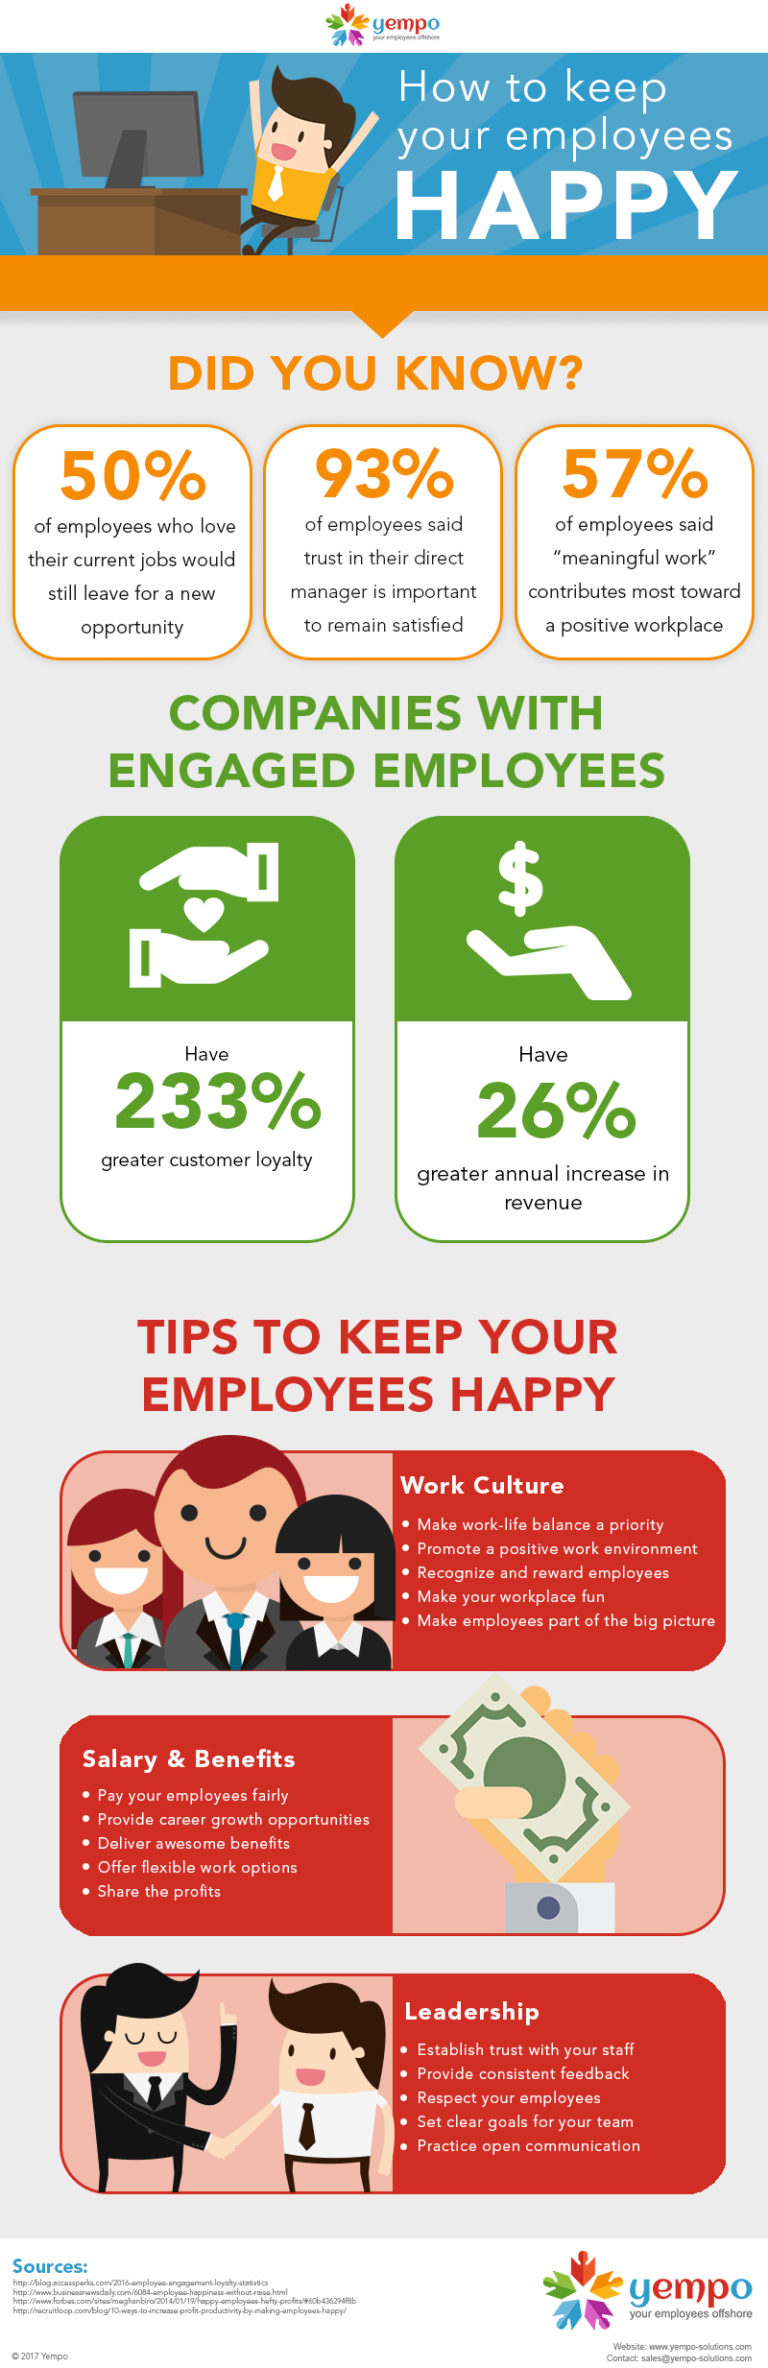 yempo
your employees offshore
How to keep
your employees
HAPPY
DID YOU KNOW?
50%
of employees who love
their current jobs would
still leave for a new
opportunity
93%
of employees said
trust in their direct
manager is important
to remain satisfied
57%
of employees said
“meaningful work”
contributes most toward
a positive workplace
COMPANIES WITH
ENGAGED EMPLOYEES
$
Have
233%
greater customer loyalty
Have
26%
greater annual increase in
revenue
TIPS TO KEEP YOUR
EMPLOYEES HAPPY
Work Culture
• Make work-life balance a priority
• Promote a positive work environment
• Recognize and reward employees
• Make your workplace fun
• Make employees part of the big picture
Salary & Benefits
• Pay your employees fairly
• Provide career growth opportunities
• Deliver awesome benefits
• Offer flexible work options
• Share the profits
Leadership
• Establish trust with your staff
• Provide consistent feedback
• Respect your employees
• Set clear goals for your team
• Practice open communication
Sources:
http://blog.accessperks.com/2016-employee-engagement-loyalty-statistics
http://www.businessnewsdaily.com/6084-employee-happiness-without-raise.html
http://www.forbes.com/sites/meghanbiro/2014/01/19/happy-employees-hefty-profits/#60b436294f8b
http://recruitloop.com/blog/10-ways-to-increase-profit-productivity-by-making-employees-happy/
© 2017 Yempo
yempo
your employees offshore
Website: www.yempo-solutions.com
Contact: sales@yempo-solutions.com